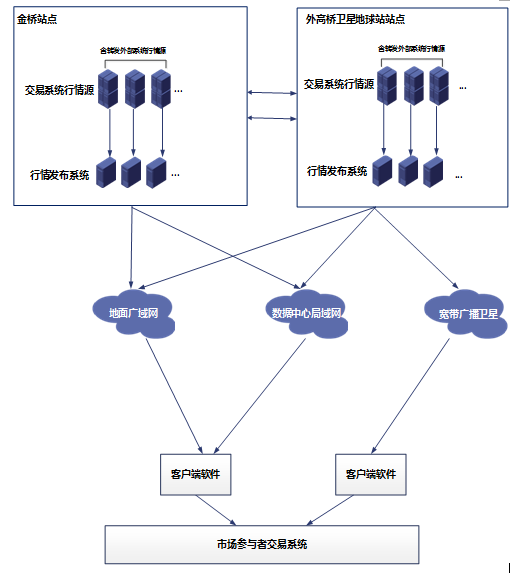 金桥站点
外高桥卫星地球站站点
含转发外部系统行情源
含转发外部系统行情源
交易系统行情源
...
交易系统行情源
...
行情发布系统
...
行情发布系统
...
地面广域网
数据中心局域网
宽带广播卫星
客户端软件
客户端软件
市场参与者交易系统